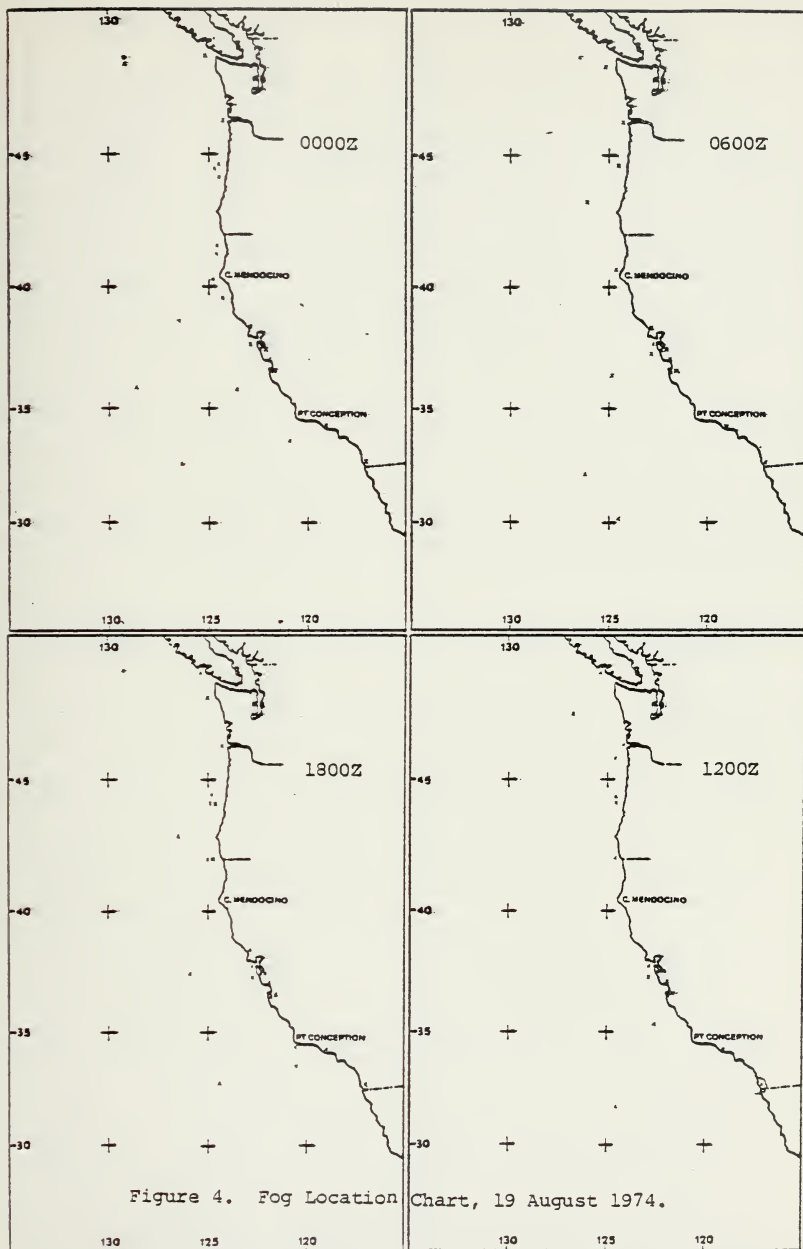 130
0000Z
45
C. MENDOCINO
40
PT CONCEPTION
35
30
130 125 120
130
0600Z
45
C. MENDOCINO
40
PT CONCEPTION
35
30
130 125 120
130
1800Z
45
C. MENDOCINO
40
PT CONCEPTION
35
30
130 125 120
130
1200Z
45
C. MENDOCINO
40
PT CONCEPTION
35
30
130 125 120
Figure 4. Fog Location Chart, 19 August 1974.